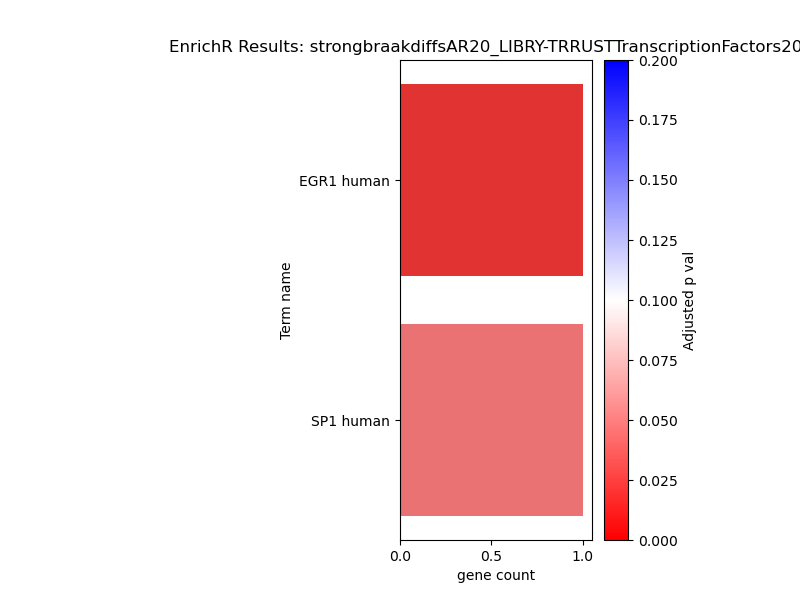 EnrichR Results: strongbraakdiffsAR20_LIBRY-TRRUSTTranscriptionFactors20
EGR1 human
SP1 human
Term name
0.0
0.5
1.0
gene count
0.200
0.175
0.150
0.125
0.100
0.075
0.050
0.025
0.000
Adjusted p val